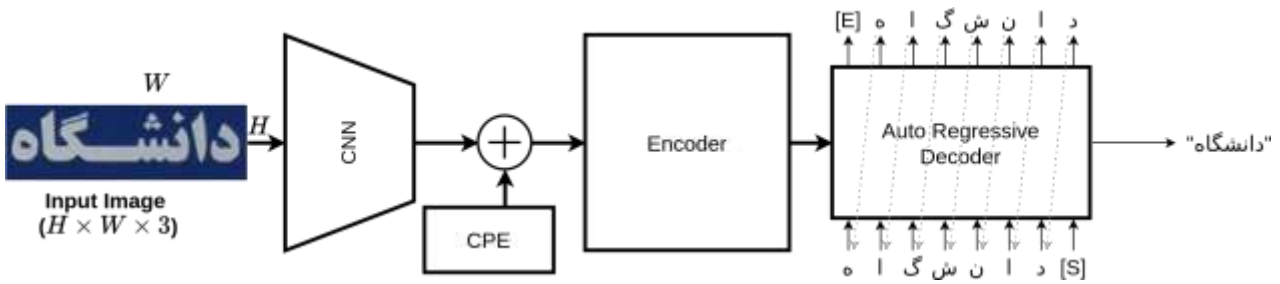 [E] ه ا گ ش ن ا د
W
دانشگاه
H
Input Image
(H × W × 3)
CNN
CPE
Encoder
Auto Regressive
Decoder
"دانشگاه"
ه ا گ ش ن ا د [S]